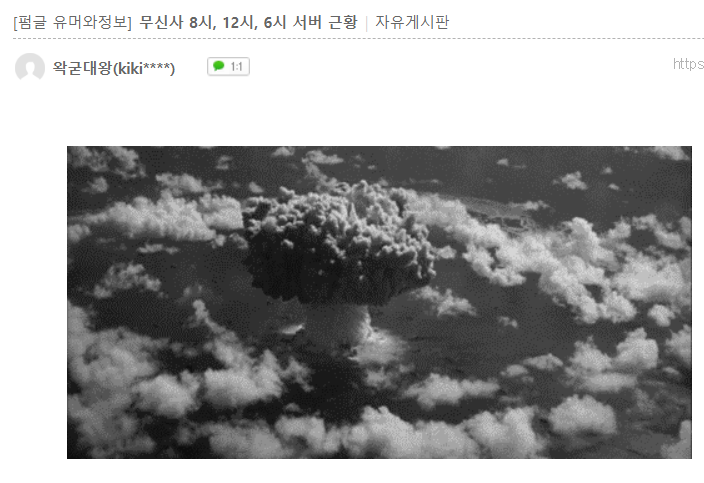 [펌글 유머와정보] 무신사 8시, 12시, 6시 서버 근황 | 자유게시판
왁굳대왕(kiki****) 1:1 https